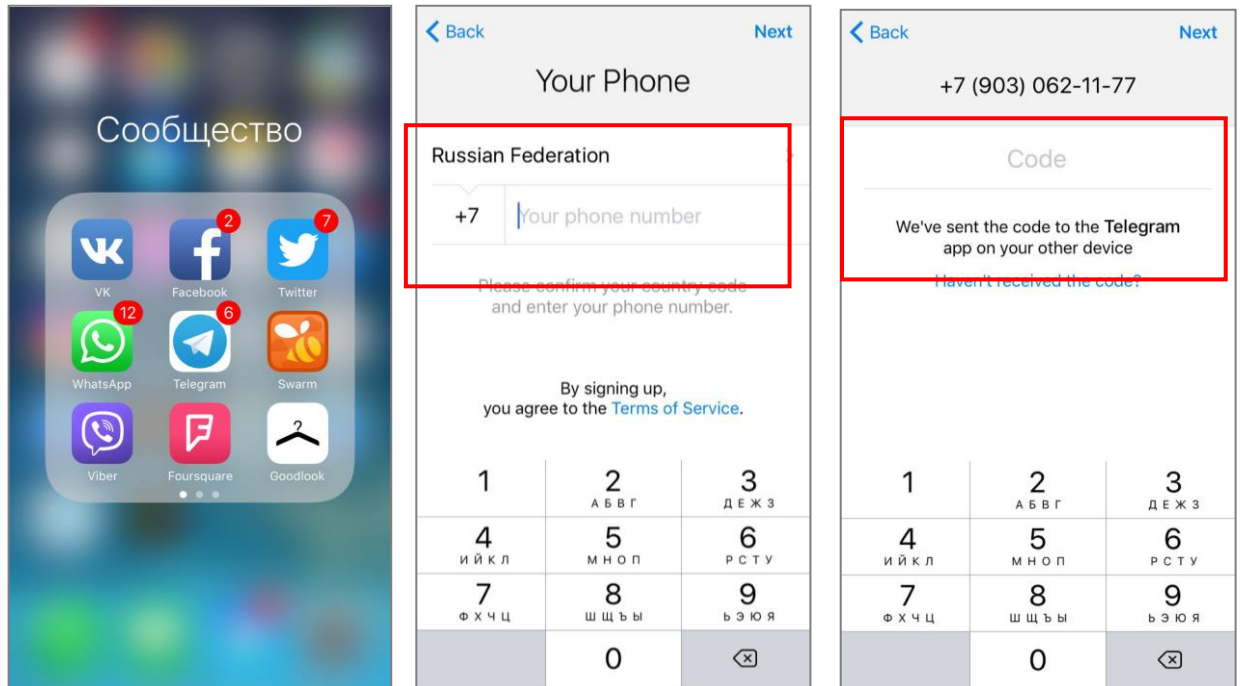 Сообщество
2
7
VK
Facebook
Twitter
12
6
WhatsApp
Telegram
Swarm
?
Viber
Foursquare
Goodlook
Back
Next
Your Phone
Russian Federation
+7
Your phone number
Please confirm your country code
and enter your phone number.
By signing up,
you agree to the Terms of Service.
1 2 3
АБВГ ДЕЖЗ
4 5 6
ИЙКЛ МНОП РСТУ
7 8 9
ФХЧЦ ШЩЪЫ ЬЭЮЯ
0
Back
Next
+7 (903) 062-11-77
Code
We've sent the code to the Telegram
app on your other device
Haven't received the code?
1 2 3
АБВГ ДЕЖЗ
4 5 6
ИЙКЛ МНОП РСТУ
7 8 9
ФХЧЦ ШЩЪЫ ЬЭЮЯ
0